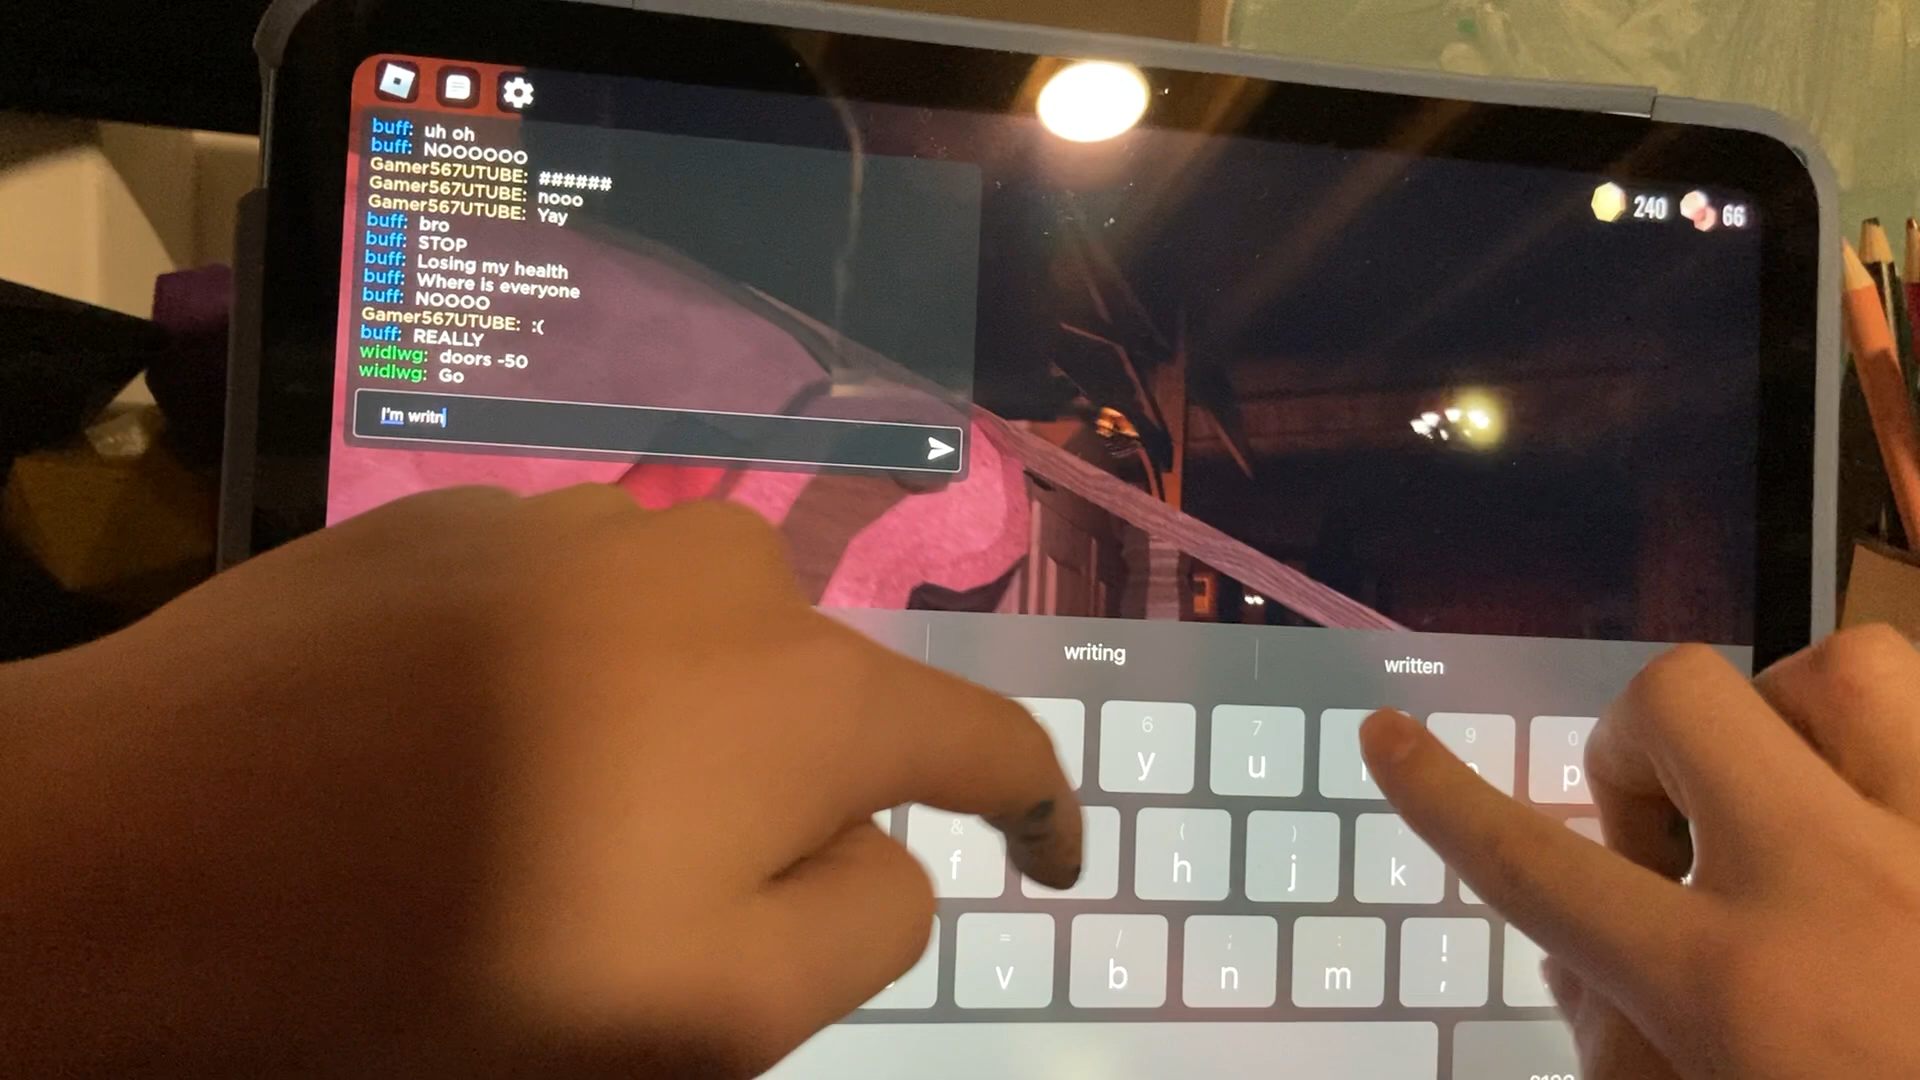 buff: uh oh
buff: NOOOOOO
Gamer567UTUBE: ######
Gamer567UTUBE: nooo
Gamer567UTUBE: Yay
buff: bro
buff: STOP
buff: Losing my health
buff: Where is everyone
buff: NOOOO
Gamer567UTUBE: :(
buff: REALLY
widlwg: doors -50
widlwg: Go
I'm writn
240 66
writing written
6 7 9 0
y u p
& ( ) '
f h j k
= / ; : !
v b n m ,